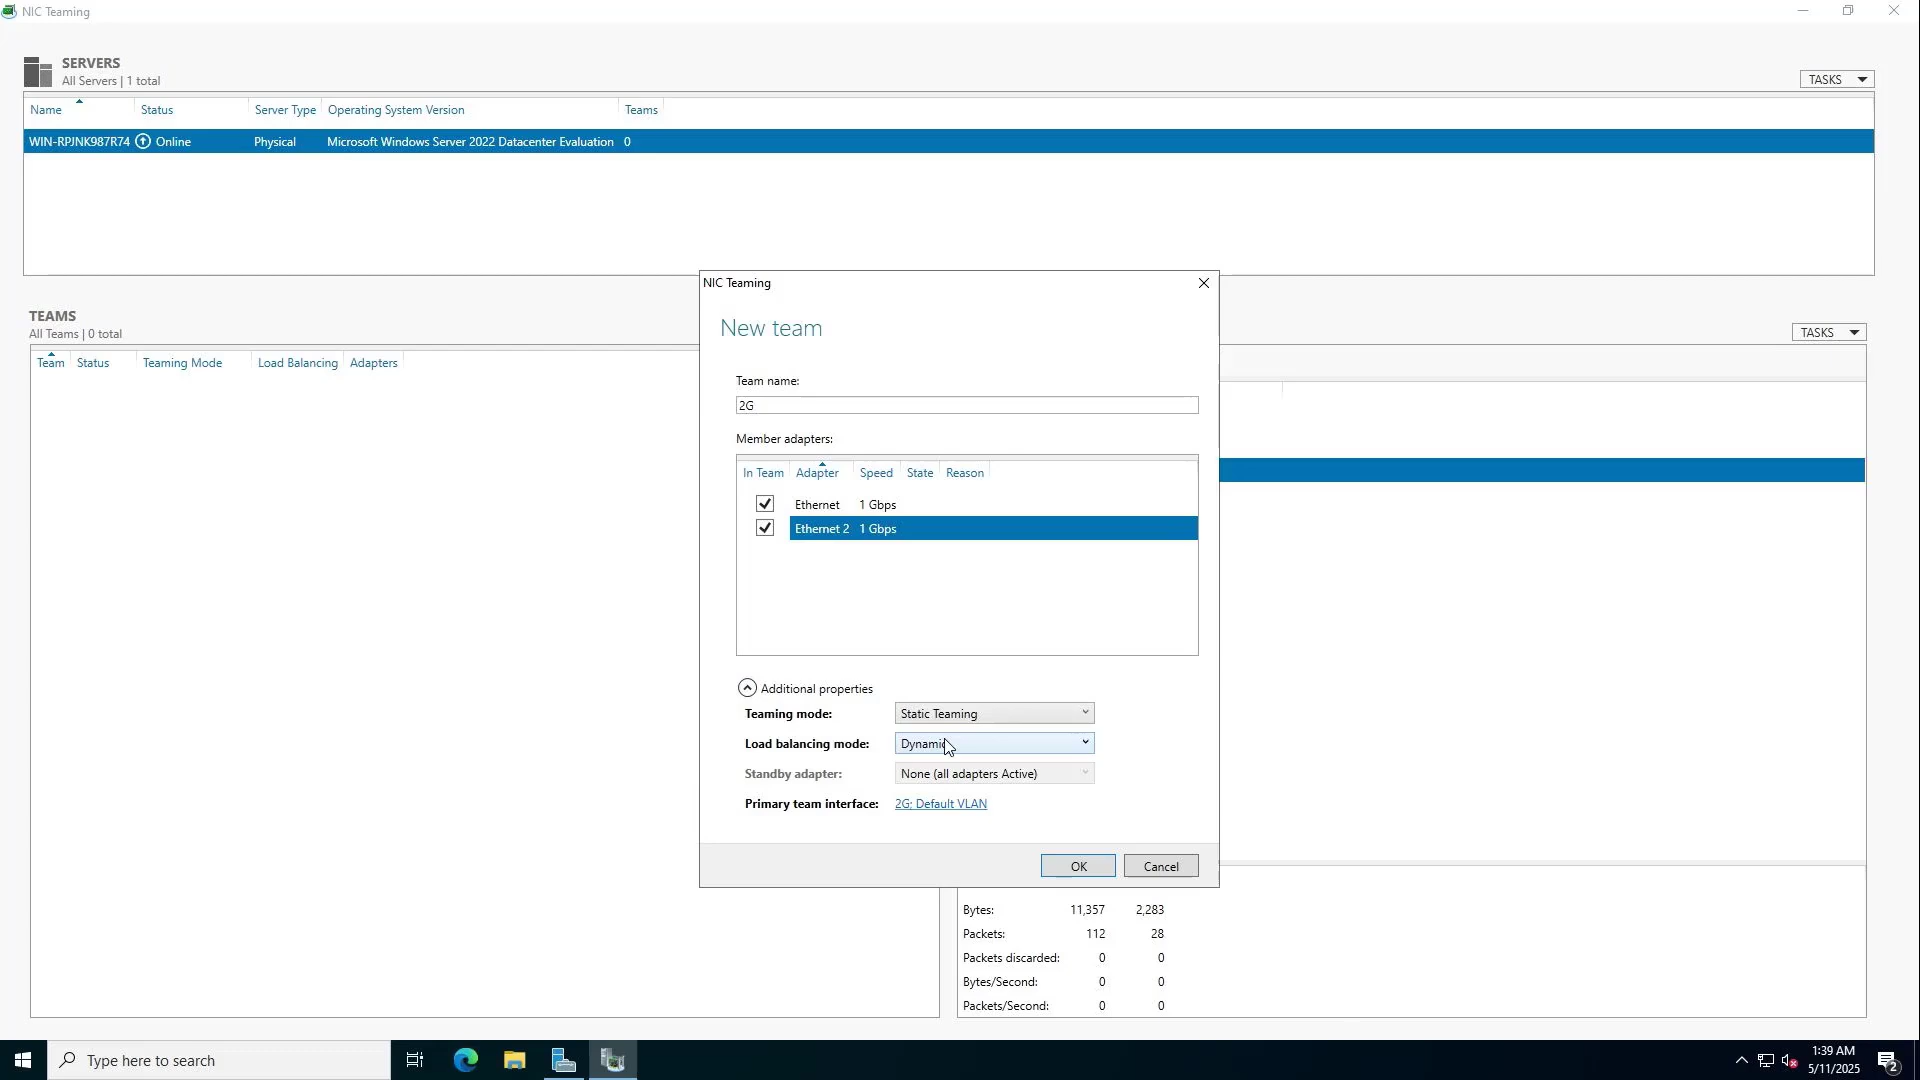 NIC Teaming
SERVERS
All Servers | 1 total
TASKS
Name Status Server Type Operating System Version Teams
WIN-RPJNK987R74 Online Physical Microsoft Windows Server 2022 Datacenter Evaluation 0
TEAMS
All Teams | 0 total
TASKS
Team Status Teaming Mode Load Balancing Adapters
NIC Teaming
New team
Team name:
2G
Member adapters:
In Team Adapter Speed State Reason
Ethernet 1 Gbps
Ethernet 2 1 Gbps
Additional properties
Teaming mode: Static Teaming
Load balancing mode: Dynamic
Standby adapter: None (all adapters Active)
Primary team interface: 2G; Default VLAN
OK Cancel
Bytes: 11,357 2,283
Packets: 112 28
Packets discarded: 0 0
Bytes/Second: 0 0
Packets/Second: 0 0
Type here to search
1:39 AM
5/11/2025
2